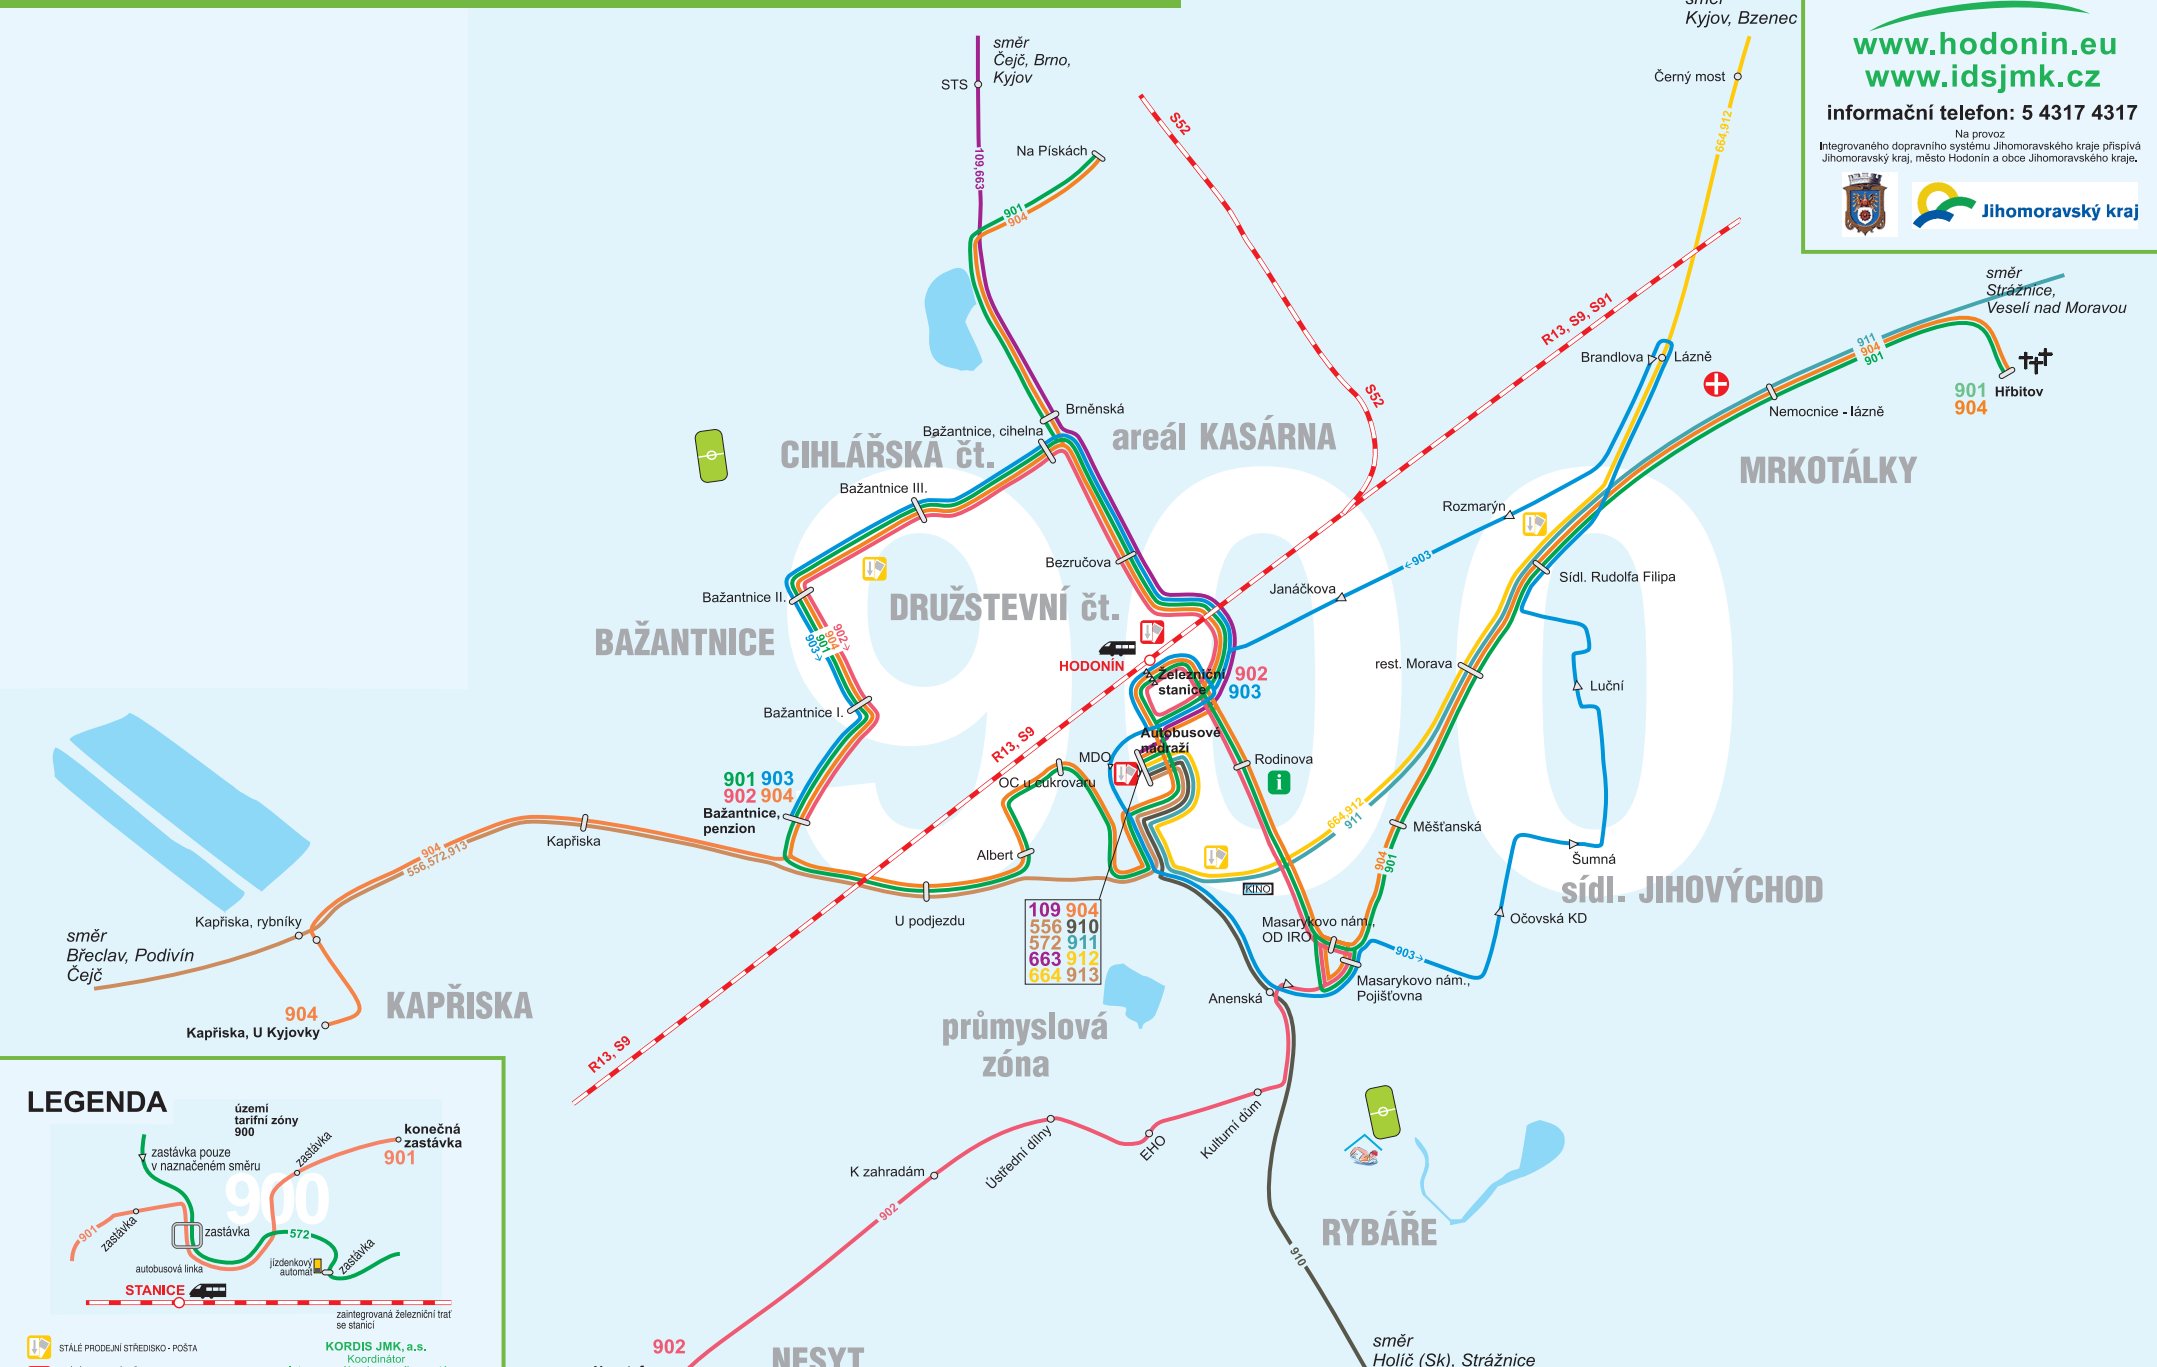 směr
Kyjov, Bzenec
www.hodonin.eu
www.idsjmk.cz
informační telefon: 5 4317 4317
Na provoz
Integrovaného dopravního systému Jihomoravského kraje přispívá
Jihomoravský kraj, město Hodonín a obce Jihomoravského kraje.
Jihomoravský kraj
směr
Čejč, Brno,
Kyjov
STS
109,663
Na Pískách
901
904
S52
Černý most
664,912
R13, S9, S91
směr
Strážnice,
Veselí nad Moravou
911
904
901
Brandlova
Lázně
901
904
Hřbitov
Nemocnice - lázně
MRKOTÁLKY
S52
Brněnská
Bažantnice, cihelna
areál KASÁRNA
CIHLÁŘSKÁ čt.
Bažantnice III.
900
Rozmarýn
←903
Bezručova
Janáčkova
Sídl. Rudolfa Filipa
Bažantnice II.
DRUŽSTEVNÍ čt.
BAŽANTNICE
902→
904
901
903→
HODONÍN
Železniční
stanice
902
903
rest. Morava
Luční
Bažantnice I.
Autobusové
nádraží
R13, S9
MDO
OC u cukrovaru
Rodinova
i
901 903
902 904
Bažantnice,
penzion
664,912
911
Měšťanská
Kapřiska
904
556,572,913
Albert
904
901
Šumná
sídl. JIHOVÝCHOD
KINO
U podjezdu
109 904
556 910
572 911
663 912
664 913
Masarykovo nám.,
OD IRO
Očovská KD
903→
Kapřiska, rybníky
směr
Břeclav, Podivín
Čejč
Masarykovo nám.,
Pojišťovna
Anenská
904
Kapřiska, U Kyjovky
KAPŘISKA
průmyslová
zóna
R13, S9
Kulturní dům
EHO
Ústřední dílny
K zahradám
902
RYBÁŘE
910
902
NESYT
směr
Holíč (Sk), Strážnice
LEGENDA
území
tarifní zóny
900
zastávka pouze
v naznačeném směru
zastávka
konečná
zastávka
901
900
901
zastávka
zastávka
572
autobusová linka
jízdenkový
automat
zastávka
STANICE
zaintegrovaná železniční trať
se stanicí
STÁLÉ PRODEJNÍ STŘEDISKO - POŠTA
KORDIS JMK, a.s.
Koordinátor